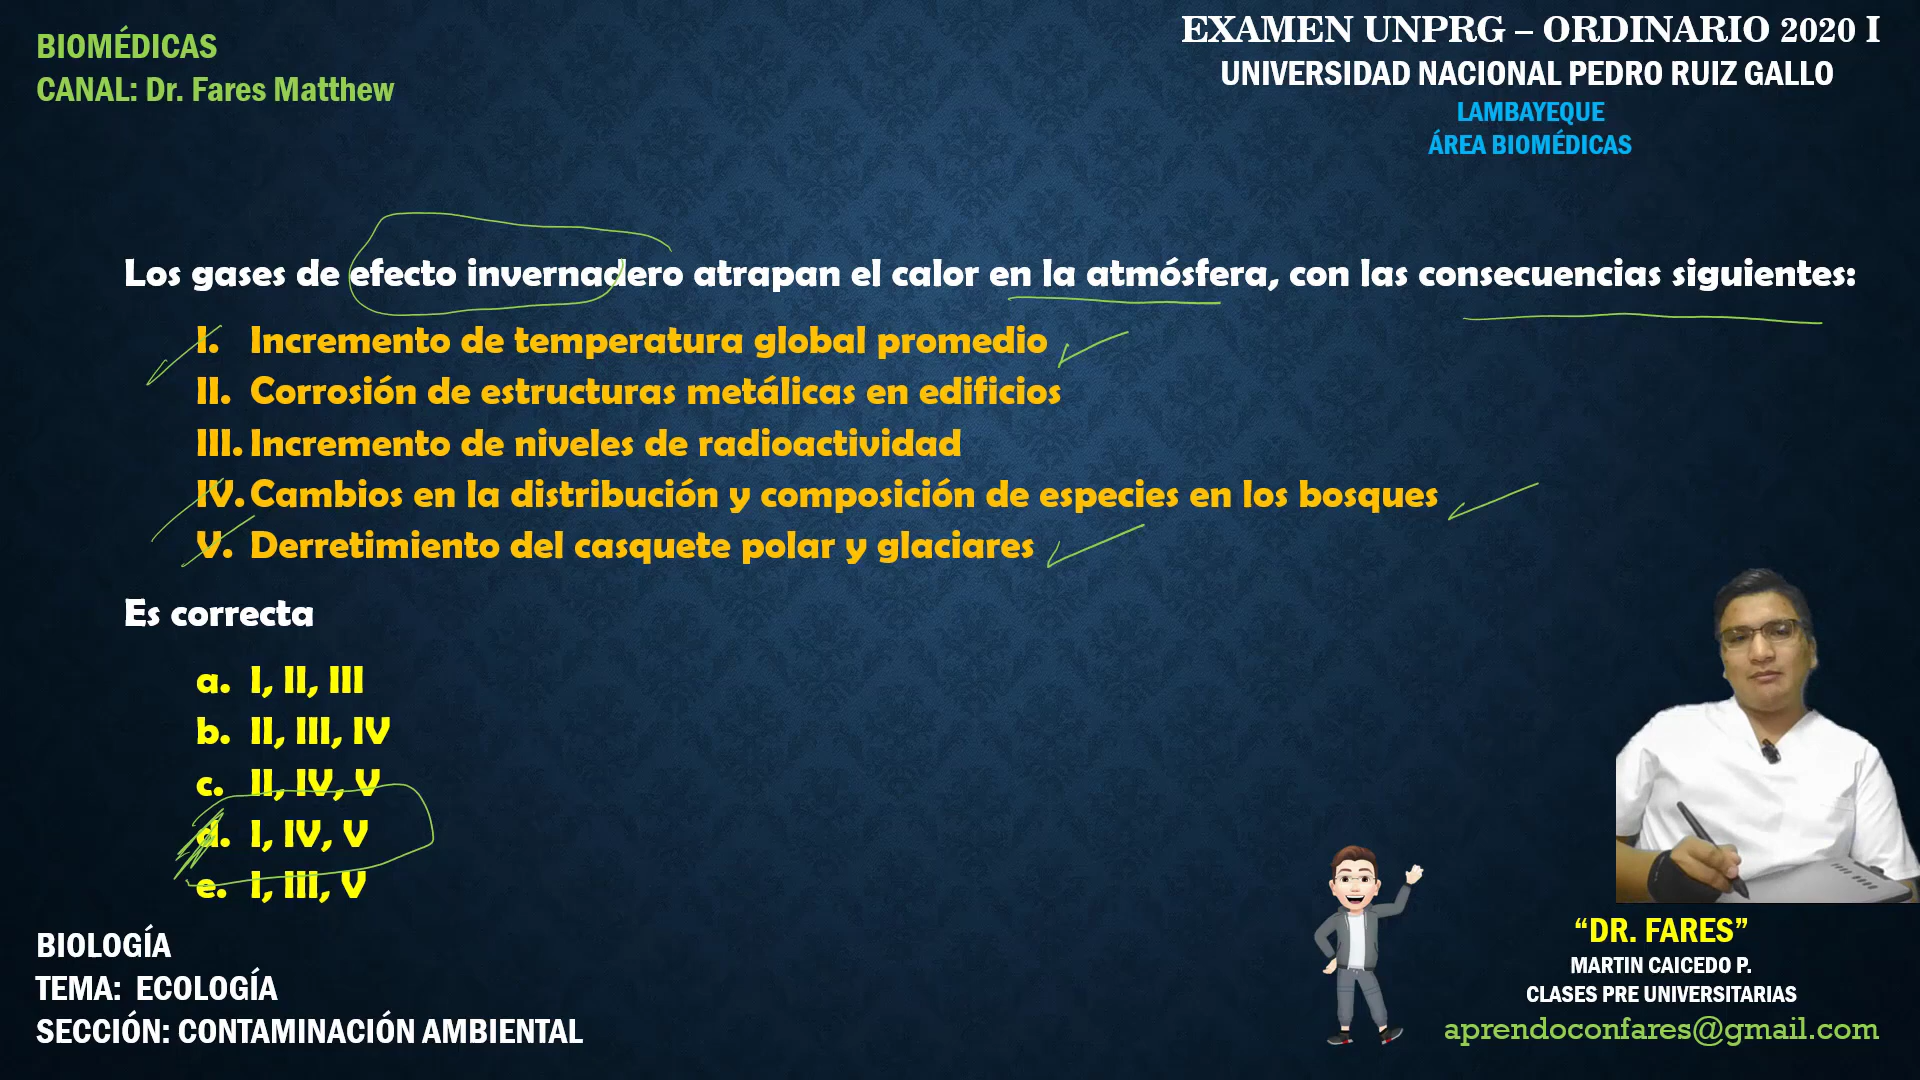 BIOMÉDICAS
CANAL: Dr. Fares Matthew
EXAMEN UNPRG – ORDINARIO 2020 I
UNIVERSIDAD NACIONAL PEDRO RUIZ GALLO
LAMBAYEQUE
ÁREA BIOMÉDICAS
Los gases de efecto invernadero atrapan el calor en la atmósfera, con las consecuencias siguientes:
I. Incremento de temperatura global promedio
II. Corrosión de estructuras metálicas en edificios
III. Incremento de niveles de radioactividad
IV. Cambios en la distribución y composición de especies en los bosques
V. Derretimiento del casquete polar y glaciares
Es correcta
a. I, II, III
b. II, III, IV
c. II, IV, V
d. I, IV, V
e. I, III, V
BIOLOGÍA
TEMA: ECOLOGÍA
SECCIÓN: CONTAMINACIÓN AMBIENTAL
“DR. FARES”
MARTIN CAICEDO P.
CLASES PRE UNIVERSITARIAS
aprendoconfares@gmail.com